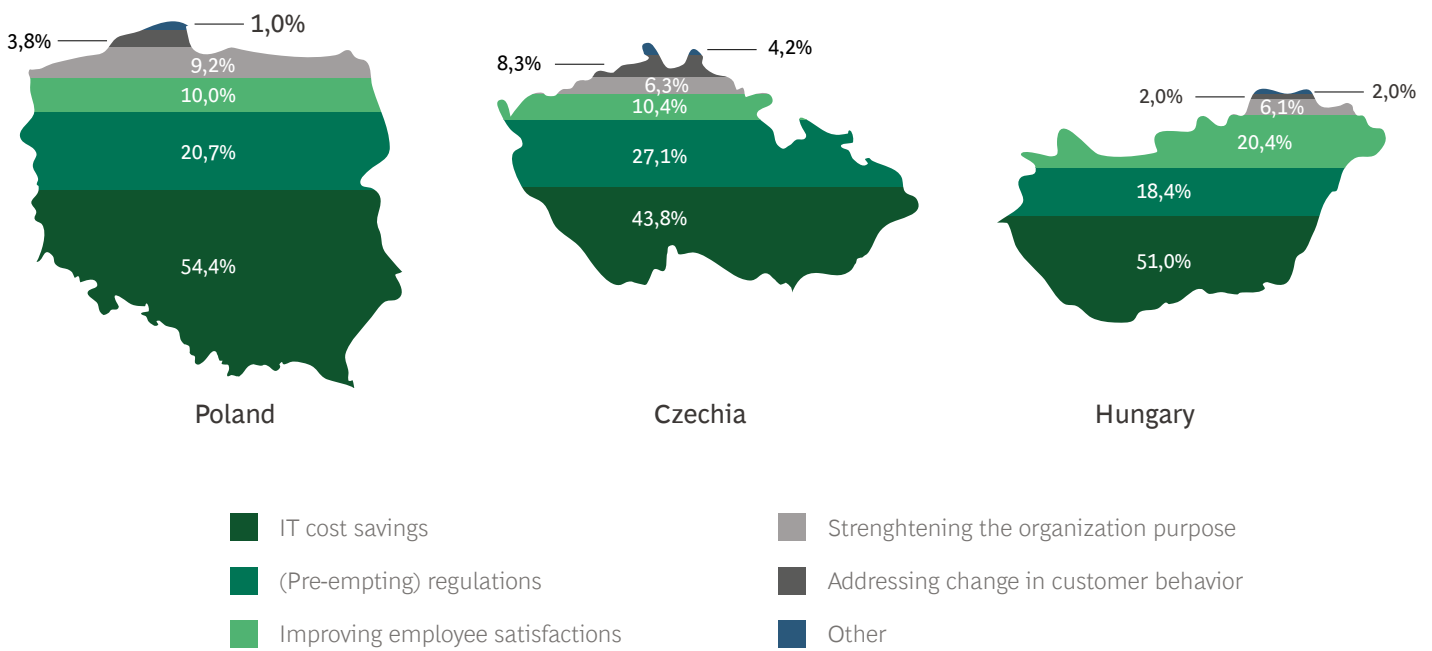 1,0%
3,8%
9,2%
10,0%
20,7%
54,4%
Poland
4,2%
8,3%
6,3%
10,4%
27,1%
43,8%
Czechia
2,0%
2,0%
6,1%
20,4%
18,4%
51,0%
Hungary
IT cost savings
(Pre-empting) regulations
Improving employee satisfactions
Strenghtening the organization purpose
Addressing change in customer behavior
Other